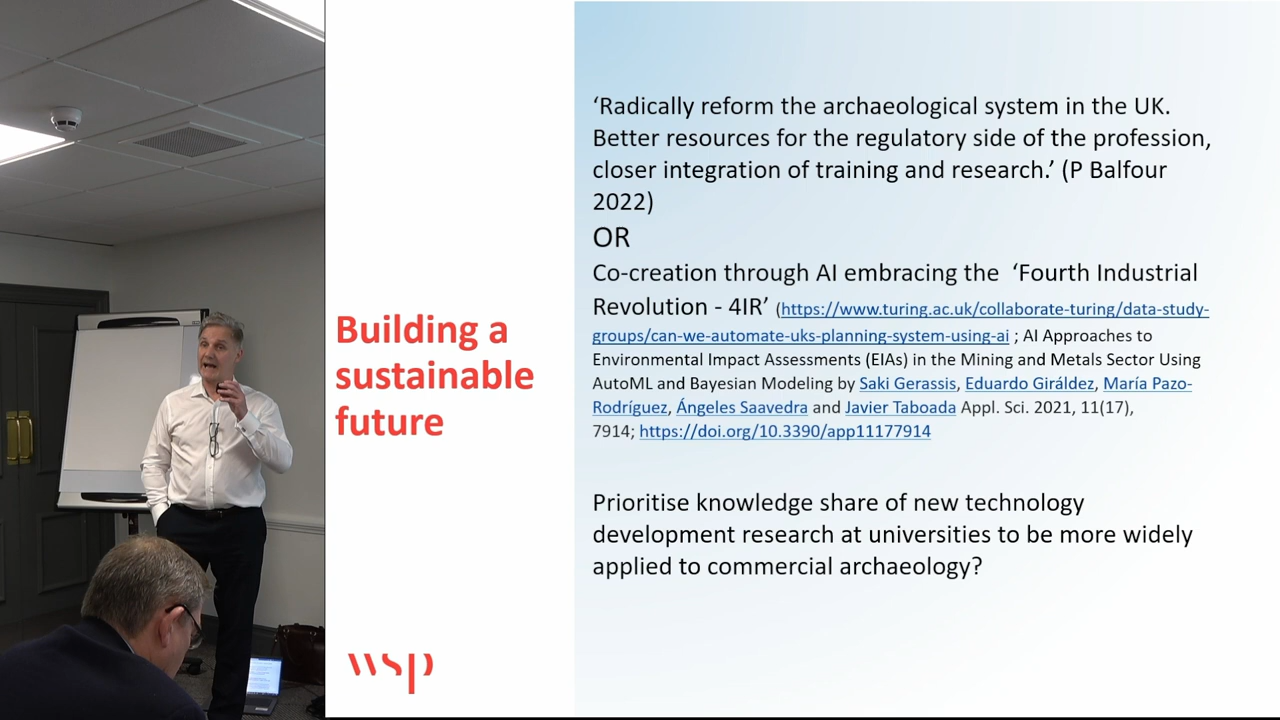 Building a
sustainable
future
wsp
‘Radically reform the archaeological system in the UK.
Better resources for the regulatory side of the profession,
closer integration of training and research.’ (P Balfour
2022)
OR
Co-creation through AI embracing the ‘Fourth Industrial
Revolution - 4IR’ (https://www.turing.ac.uk/collaborate-turing/data-study-
groups/can-we-automate-uks-planning-system-using-ai ; AI Approaches to
Environmental Impact Assessments (EIAs) in the Mining and Metals Sector Using
AutoML and Bayesian Modeling by Saki Gerassis, Eduardo Giráldez, María Pazo-
Rodríguez, Ángeles Saavedra and Javier Taboada Appl. Sci. 2021, 11(17),
7914; https://doi.org/10.3390/app11177914
Prioritise knowledge share of new technology
development research at universities to be more widely
applied to commercial archaeology?